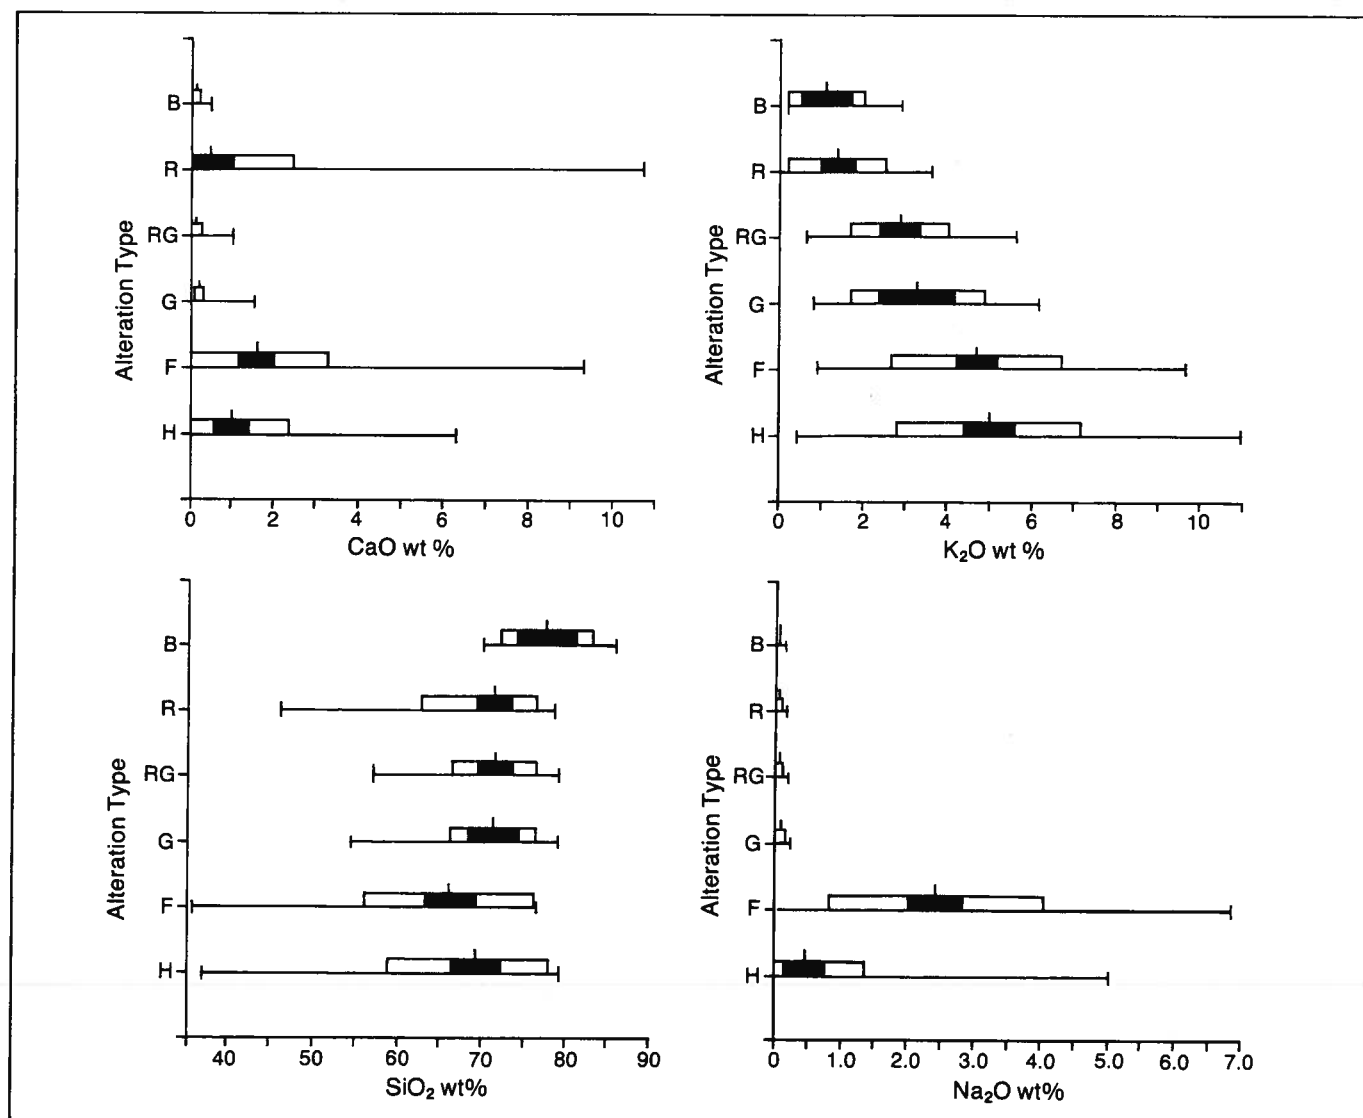 B
R
RG
G
F
H
Alteration Type
0 2 4 6 8 10
CaO wt %
B
R
RG
G
F
H
Alteration Type
0 2 4 6 8 10
K₂O wt %
B
R
RG
G
F
H
Alteration Type
40 50 60 70 80 90
SiO₂ wt%
B
R
RG
G
F
H
Alteration Type
0 1.0 2.0 3.0 4.0 5.0 6.0 7.0
Na₂O wt%